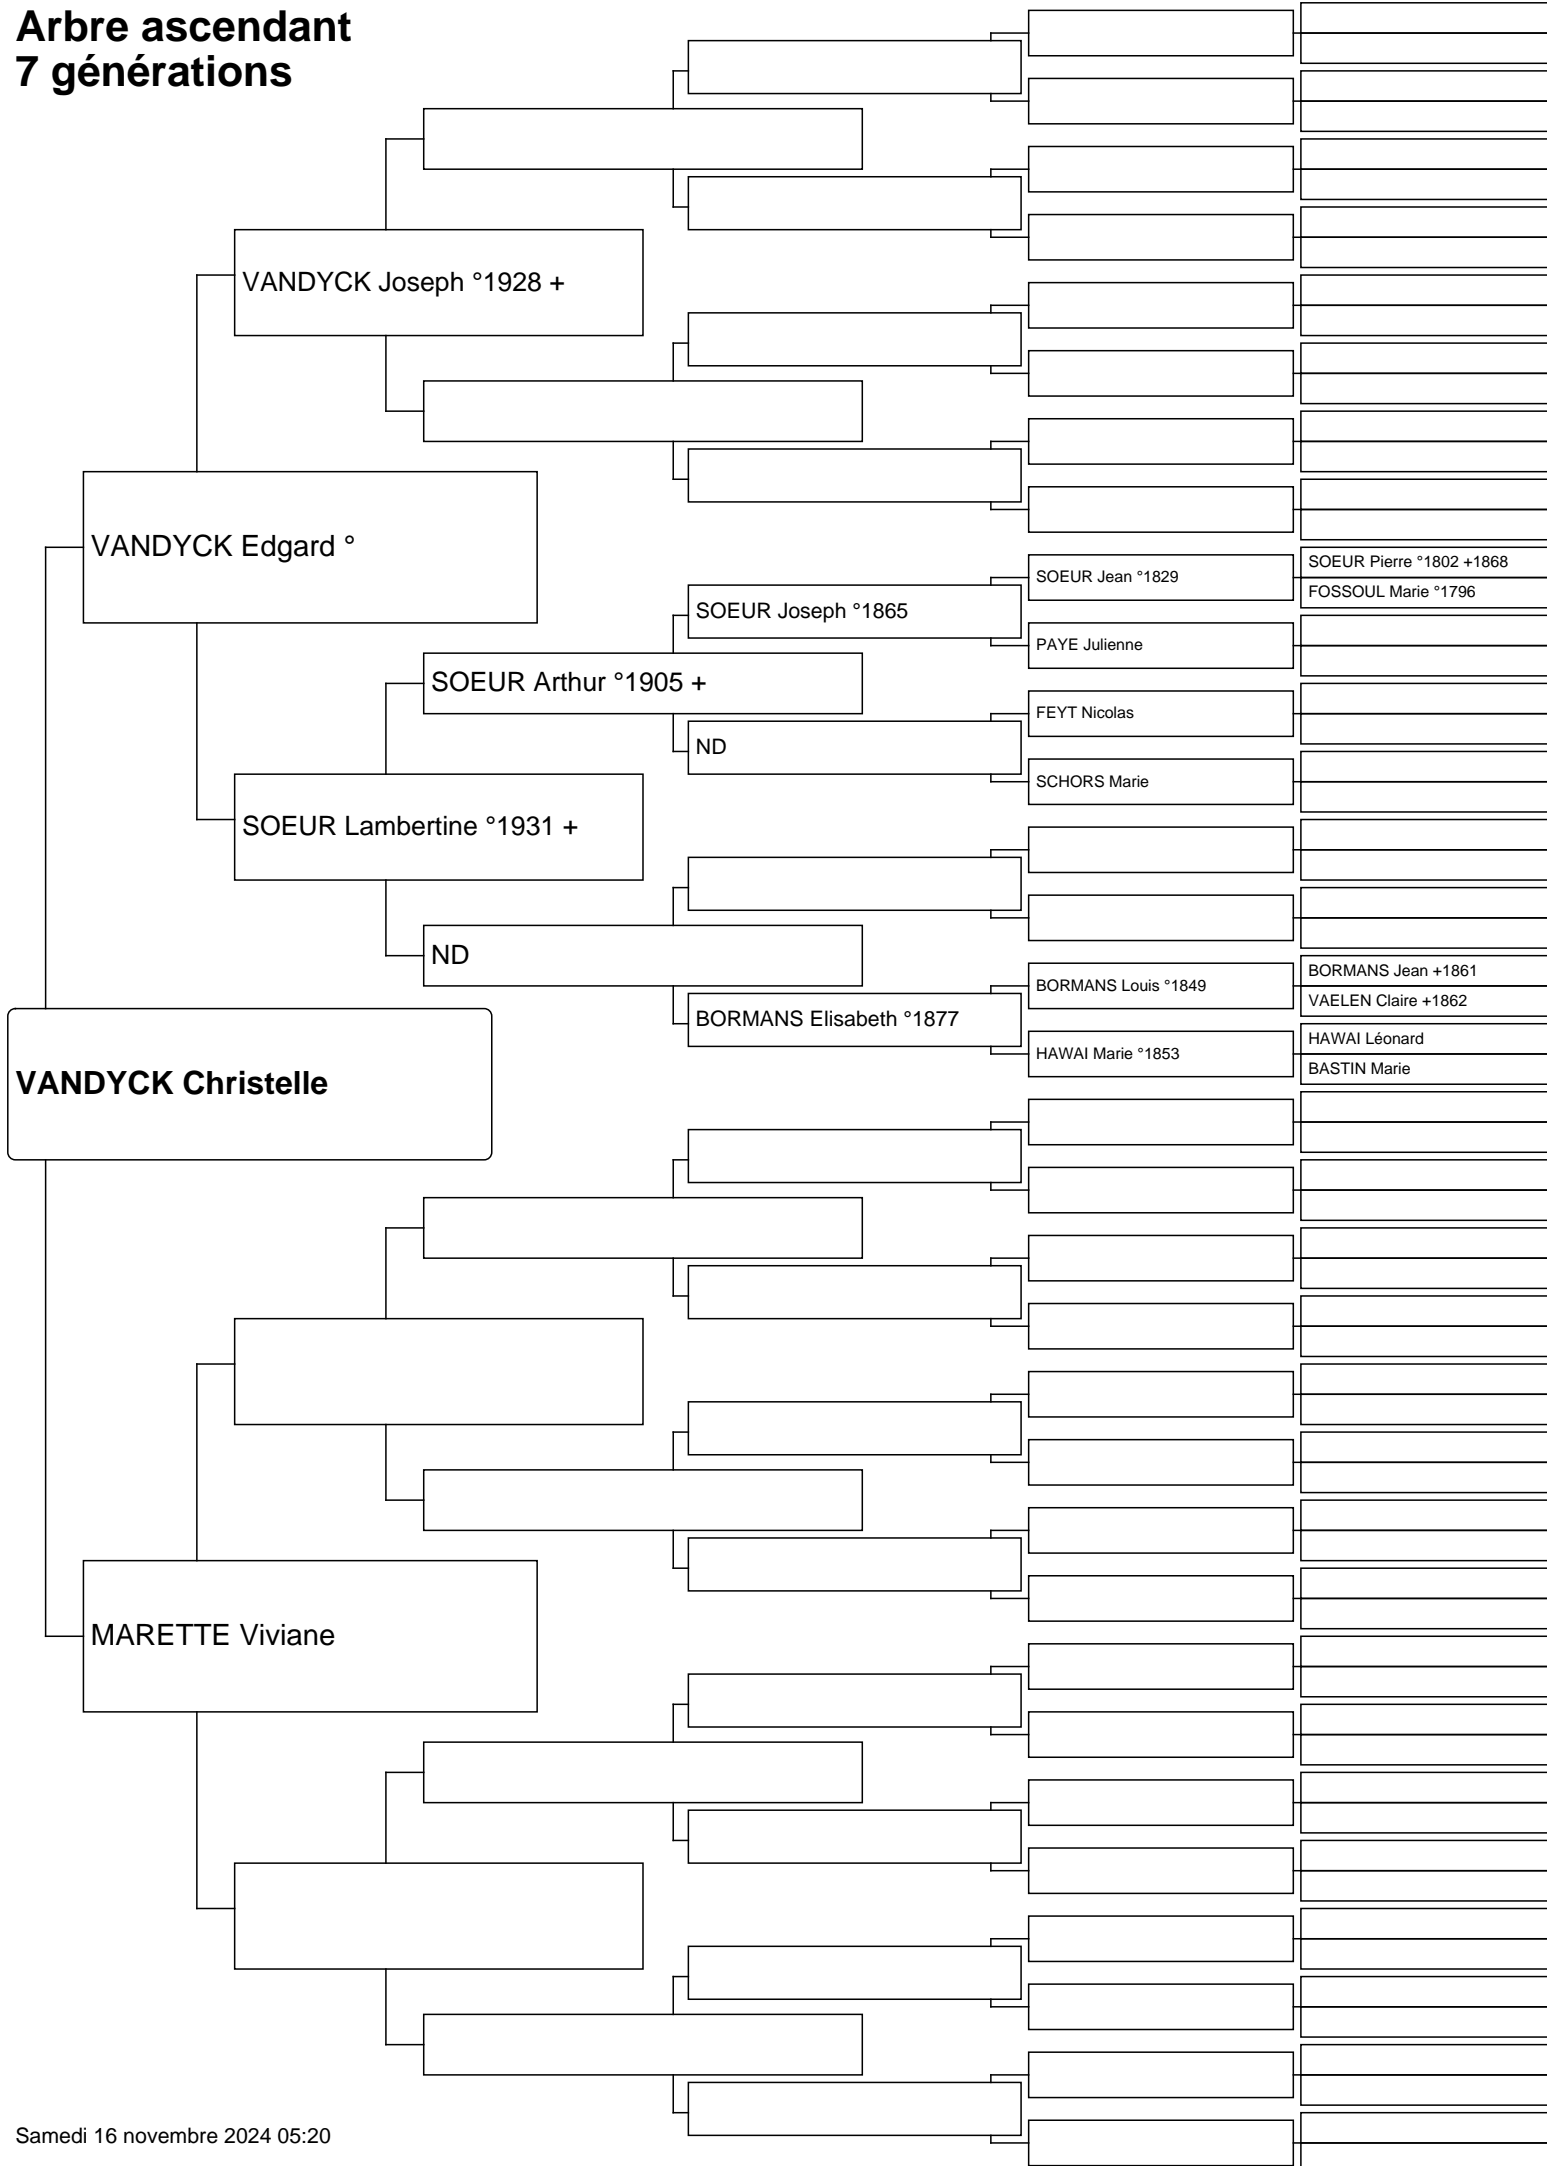 Arbre ascendant
7 générations
VANDYCK Joseph °1928 +
VANDYCK Edgard °
SOEUR Pierre °1802 +1868
SOEUR Jean °1829
FOSSOUL Marie °1796
SOEUR Joseph °1865
PAYE Julienne
SOEUR Arthur °1905 +
FEYT Nicolas
ND
SCHORS Marie
SOEUR Lambertine °1931 +
ND
BORMANS Jean +1861
BORMANS Louis °1849
VAELEN Claire +1862
BORMANS Elisabeth °1877
HAWAI Léonard
HAWAI Marie °1853
BASTIN Marie
VANDYCK Christelle
MARETTE Viviane
Samedi 16 novembre 2024 05:20